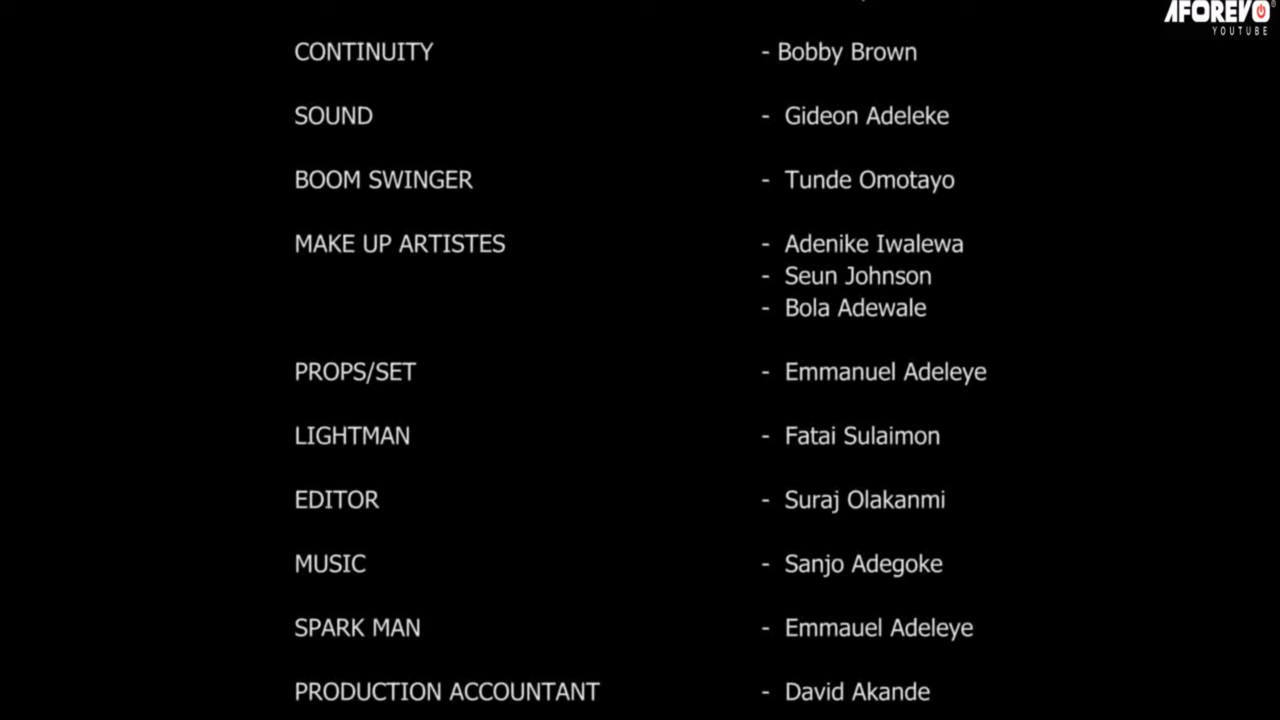 AFOREVO
YOUTUBE
CONTINUITY - Bobby Brown
SOUND - Gideon Adeleke
BOOM SWINGER - Tunde Omotayo
MAKE UP ARTISTES - Adenike Iwalewa
- Seun Johnson
- Bola Adewale
PROPS/SET - Emmanuel Adeleye
LIGHTMAN - Fatai Sulaimon
EDITOR - Suraj Olakanmi
MUSIC - Sanjo Adegoke
SPARK MAN - Emmauel Adeleye
PRODUCTION ACCOUNTANT - David Akande